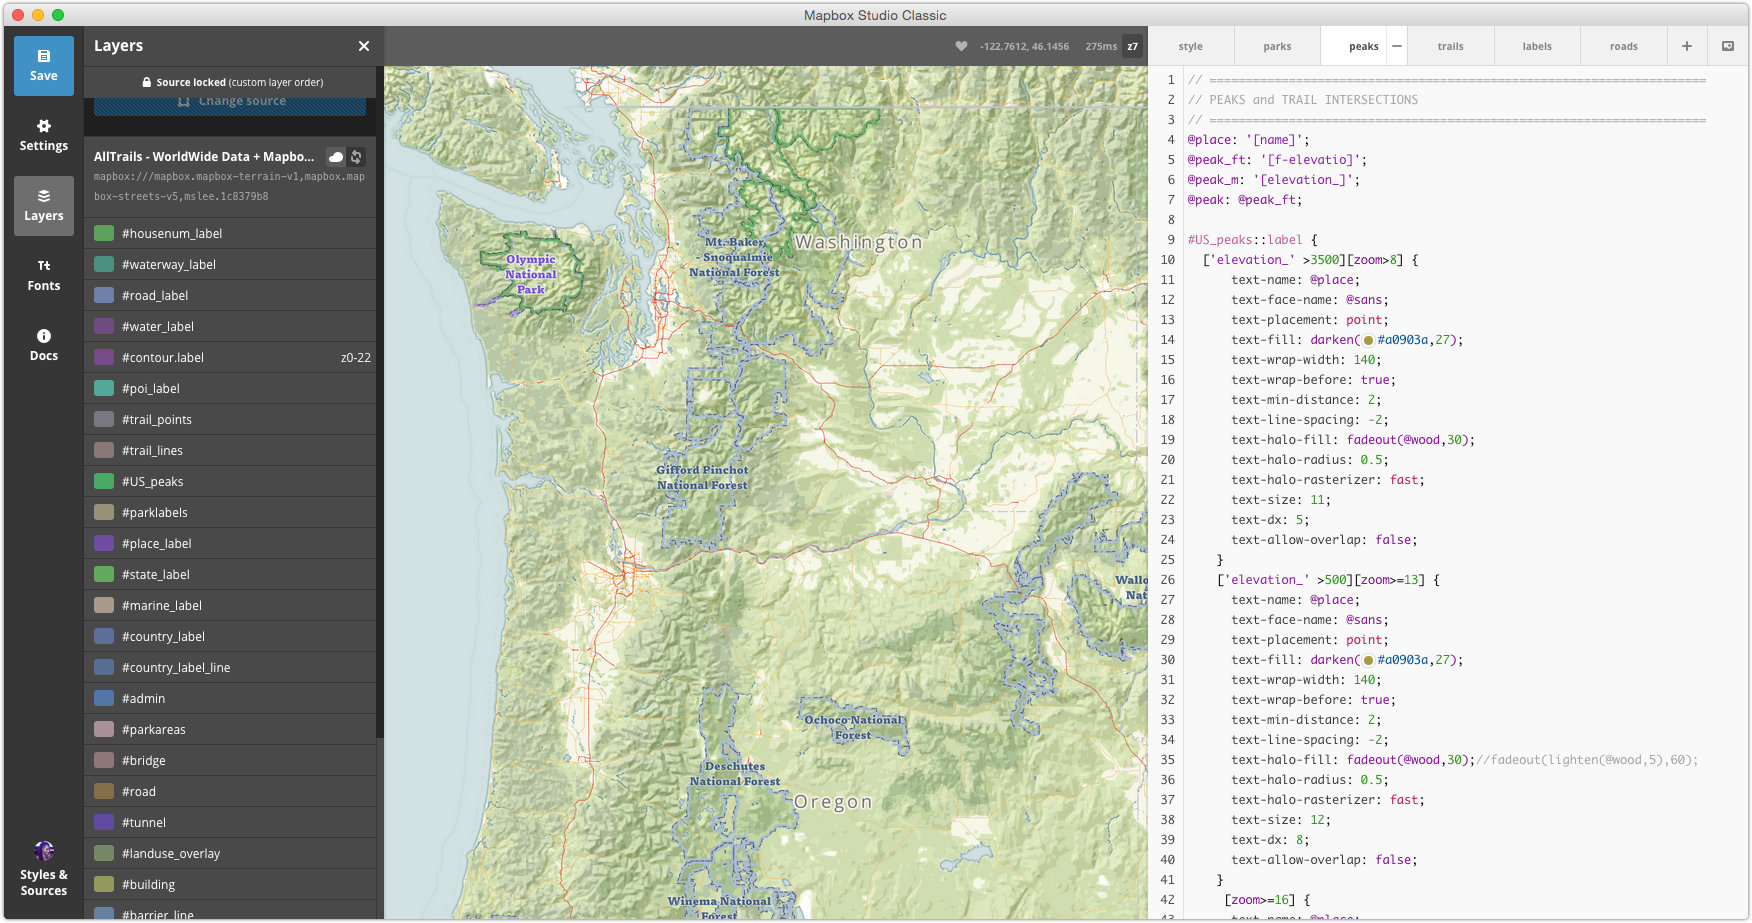 Mapbox Studio Classic
Save
Settings
Layers
Tt
Fonts
Docs
Styles &
Sources
Layers
Source locked (custom layer order)
Change source
AllTrails - WorldWide Data + Mapbo...
mapbox:///mapbox.mapbox-terrain-v1,mapbox.map
box-streets-v5,mslee.1c8379b8
#housenum_label
#waterway_label
#road_label
#water_label
#contour.label z0-22
#poi_label
#trail_points
#trail_lines
#US_peaks
#parklabels
#place_label
#state_label
#marine_label
#country_label
#country_label_line
#admin
#parkareas
#bridge
#road
#tunnel
#landuse_overlay
#building
#barrier_line
-122.7612, 46.1456 275ms z7
Washington
Mt. Baker
- Snoqualmie
National Forest
Olympic
National
Park
Gifford Pinchot
National Forest
Wallo
Nat
Ochoco National
Forest
Deschutes
National Forest
Oregon
Winema National
Forest
style parks peaks trails labels roads
1 // =====================================================================
2 // PEAKS and TRAIL INTERSECTIONS
3 // =====================================================================
4 @place: '[name]';
5 @peak_ft: '[f-elevatio]';
6 @peak_m: '[elevation_]';
7 @peak: @peak_ft;
8
9 #US_peaks::label {
10 ['elevation_' >3500][zoom>8] {
11 text-name: @place;
12 text-face-name: @sans;
13 text-placement: point;
14 text-fill: darken(#a0903a,27);
15 text-wrap-width: 140;
16 text-wrap-before: true;
17 text-min-distance: 2;
18 text-line-spacing: -2;
19 text-halo-fill: fadeout(@wood,30);
20 text-halo-radius: 0.5;
21 text-halo-rasterizer: fast;
22 text-size: 11;
23 text-dx: 5;
24 text-allow-overlap: false;
25 }
26 ['elevation_' >500][zoom>=13] {
27 text-name: @place;
28 text-face-name: @sans;
29 text-placement: point;
30 text-fill: darken(#a0903a,27);
31 text-wrap-width: 140;
32 text-wrap-before: true;
33 text-min-distance: 2;
34 text-line-spacing: -2;
35 text-halo-fill: fadeout(@wood,30);//fadeout(lighten(@wood,5),60);
36 text-halo-radius: 0.5;
37 text-halo-rasterizer: fast;
38 text-size: 12;
39 text-dx: 8;
40 text-allow-overlap: false;
41 }
42 [zoom>=16] {
43 text-name: @place;